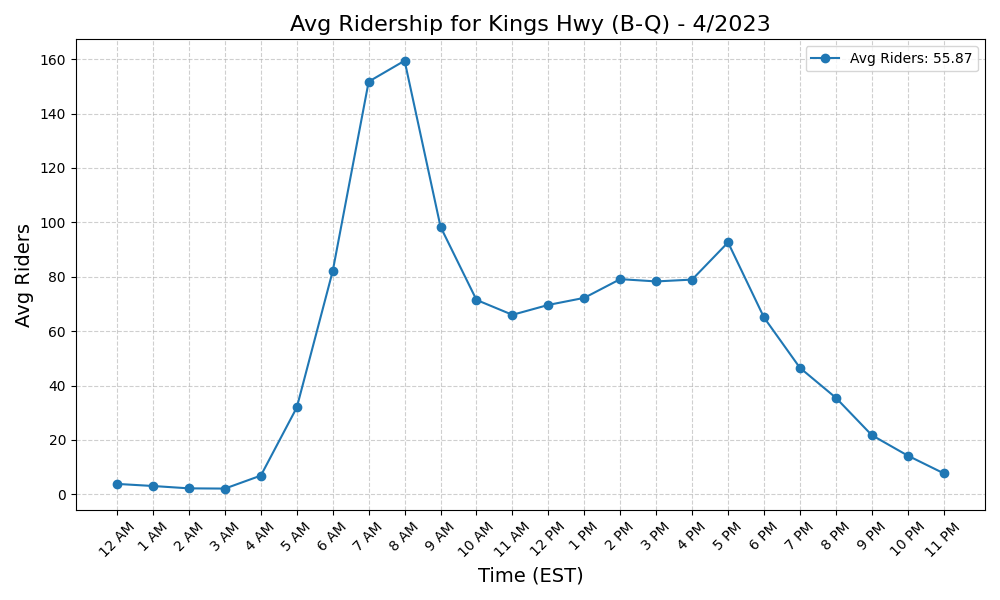 Avg Ridership for Kings Hwy (B-Q) - 4/2023
Avg Riders: 55.87
Avg Riders
160
140
120
100
80
60
40
20
0
12 AM
1 AM
2 AM
3 AM
4 AM
5 AM
6 AM
7 AM
8 AM
9 AM
10 AM
11 AM
12 PM
1 PM
2 PM
3 PM
4 PM
5 PM
6 PM
7 PM
8 PM
9 PM
10 PM
11 PM
Time (EST)